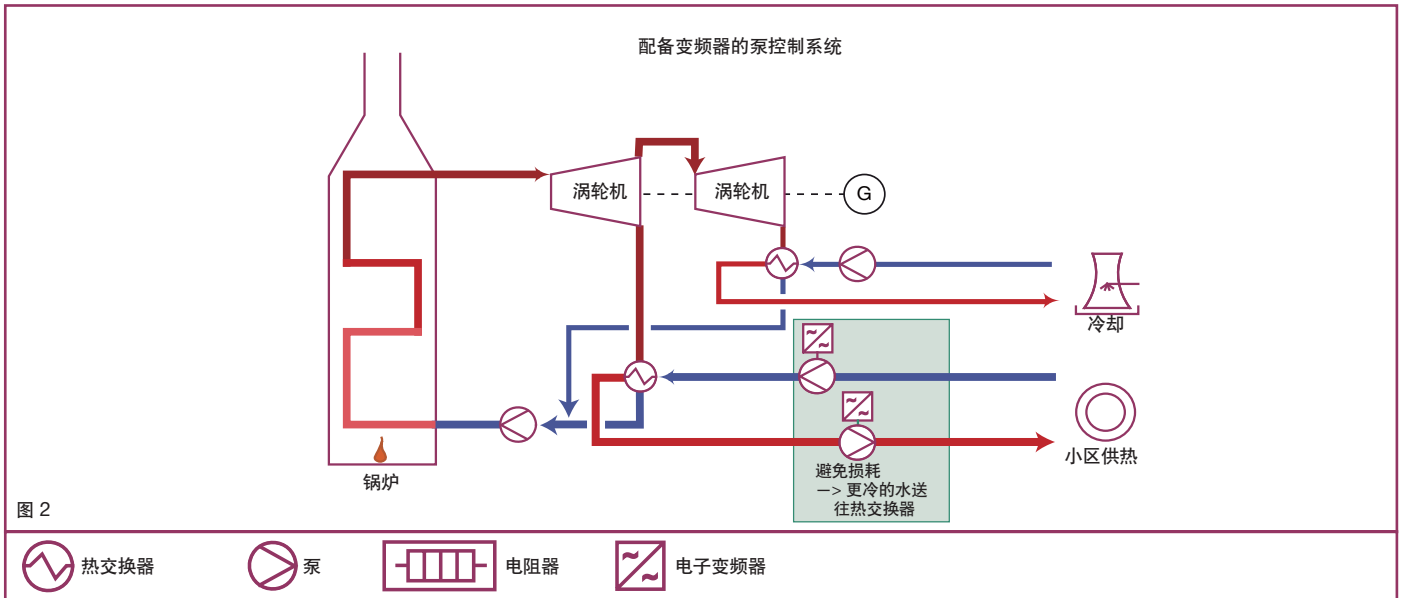 配备变频器的泵控制系统
涡轮机
涡轮机
G
冷却
小区供热
避免损耗
—> 更冷的水送
往热交换器
锅炉
图 2
热交换器
泵
电阻器
电子变频器